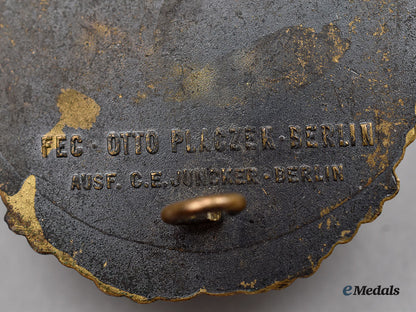 FEC · OTTO PLACZEK · BERLIN
AUSF. C.E. JUNCKER · BERLIN
eMedals